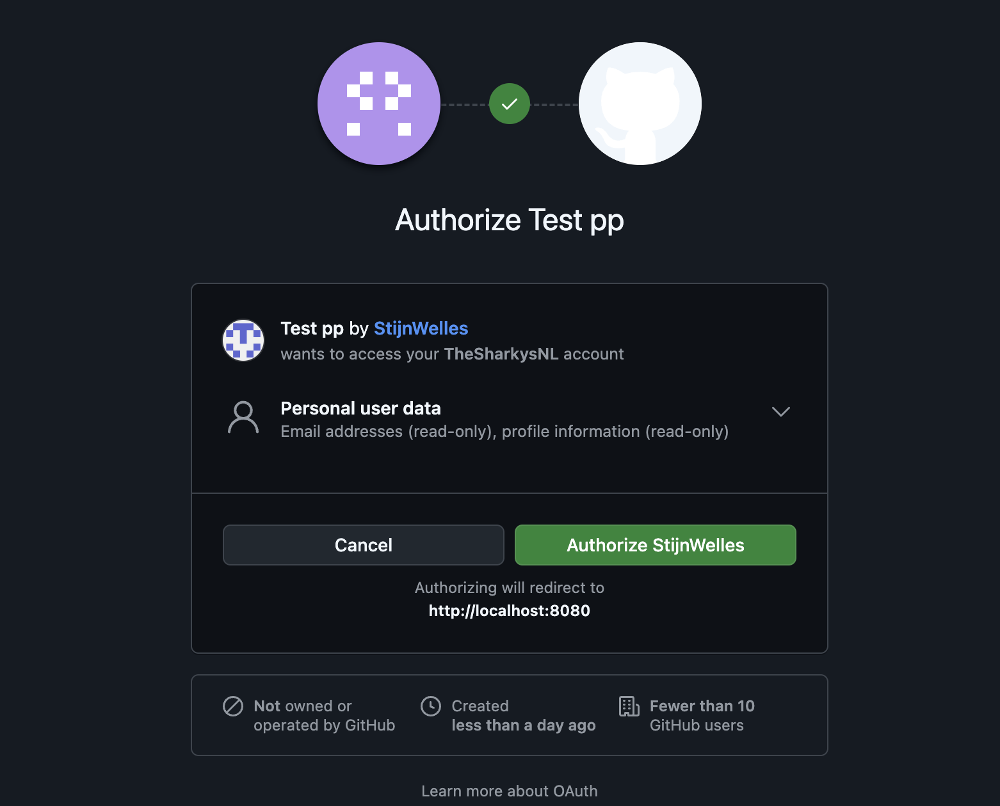 Authorize Test pp
Test pp by StijnWelles
wants to access your TheSharkysNL account
Personal user data
Email addresses (read-only), profile information (read-only)
Cancel
Authorize StijnWelles
Authorizing will redirect to
http://localhost:8080
Not owned or
operated by GitHub
Created
less than a day ago
Fewer than 10
GitHub users
Learn more about OAuth